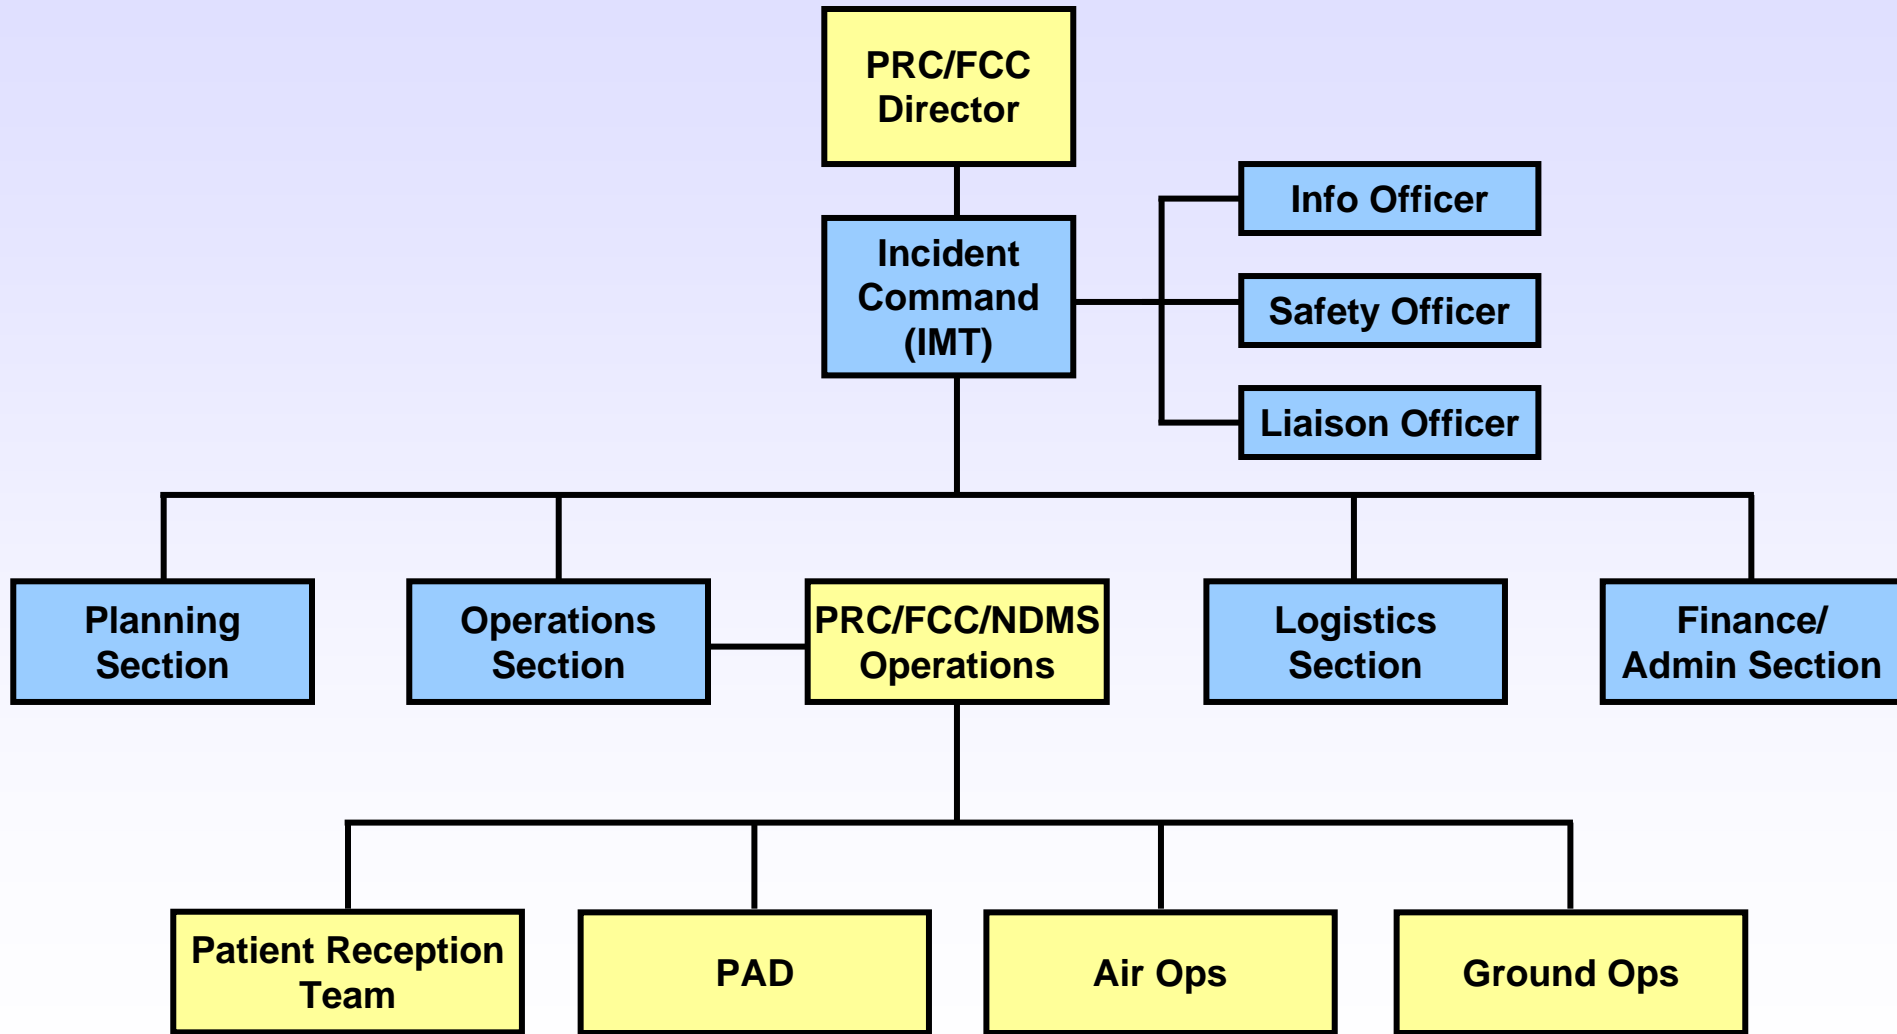 PRC/FCC
Director
Incident
Command
(IMT)
Info Officer
Safety Officer
Liaison Officer
Planning
Section
Operations
Section
PRC/FCC/NDMS
Operations
Logistics
Section
Finance/
Admin Section
Patient Reception
Team
PAD
Air Ops
Ground Ops